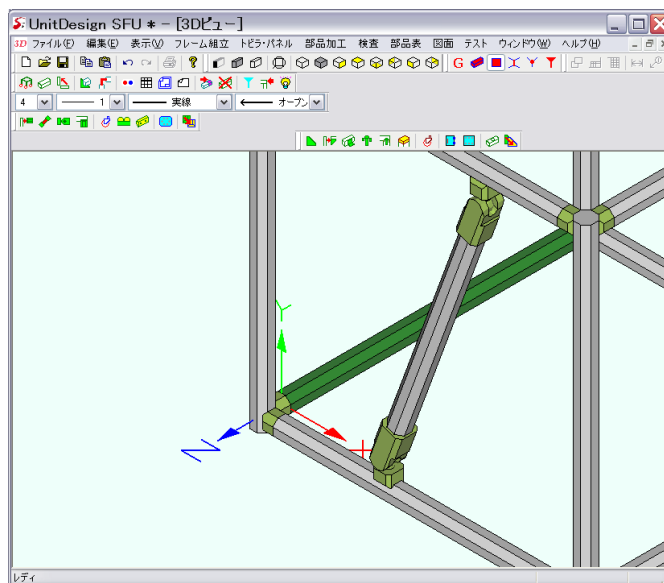 UnitDesign SFU * - [3Dビュー]
3D ファイル(F) 編集(E) 表示(V) フレーム組立 トビラ・パネル 部品加工 検査 部品表 図面 テスト ウィンドウ(W) ヘルプ(H)
G
4 1 実線 オープン
Y
Z
レディ